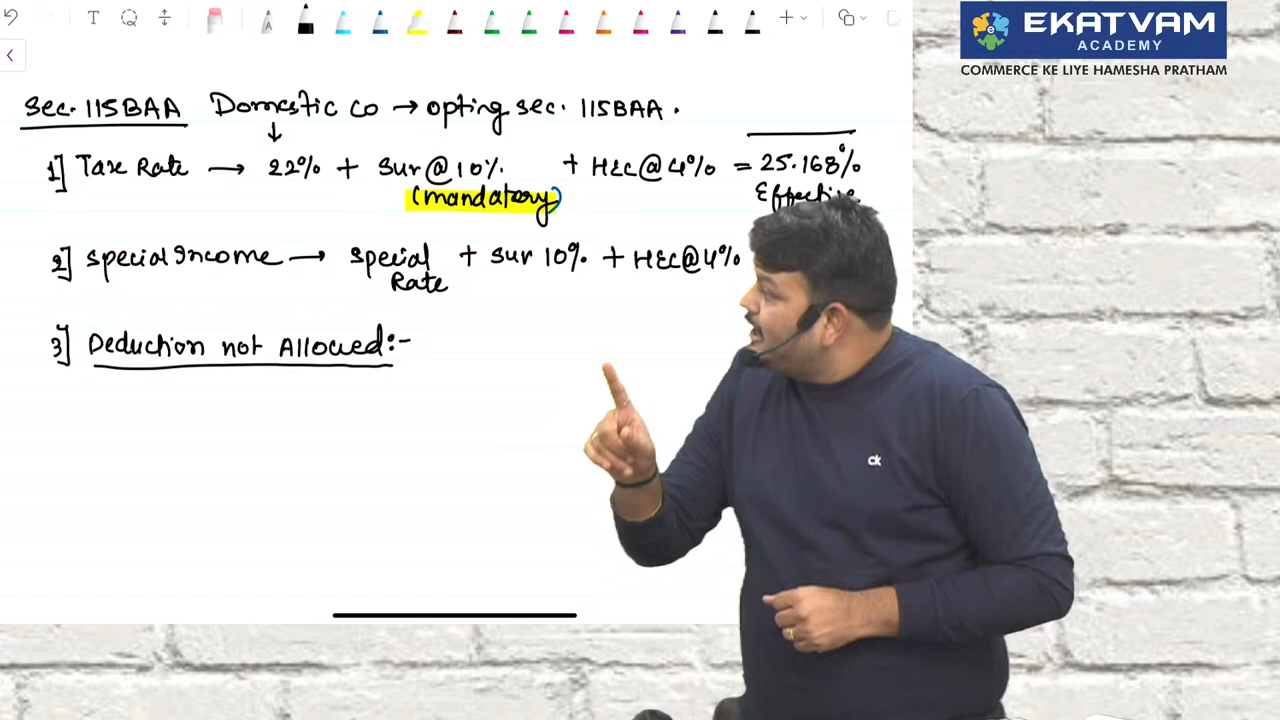 EKATVAM
ACADEMY
COMMERCE KE LIYE HAMESHA PRATHAM
Sec. 115BAA Domestic Co → opting sec. 115BAA.
↓
1] Tax Rate → 22% + Sur@10% + HEC@4% = 25.168%
(mandatory) Effective
2] special Income → special Rate + Sur 10% + HEC@4%
3] Deduction not Allowed:-
ck